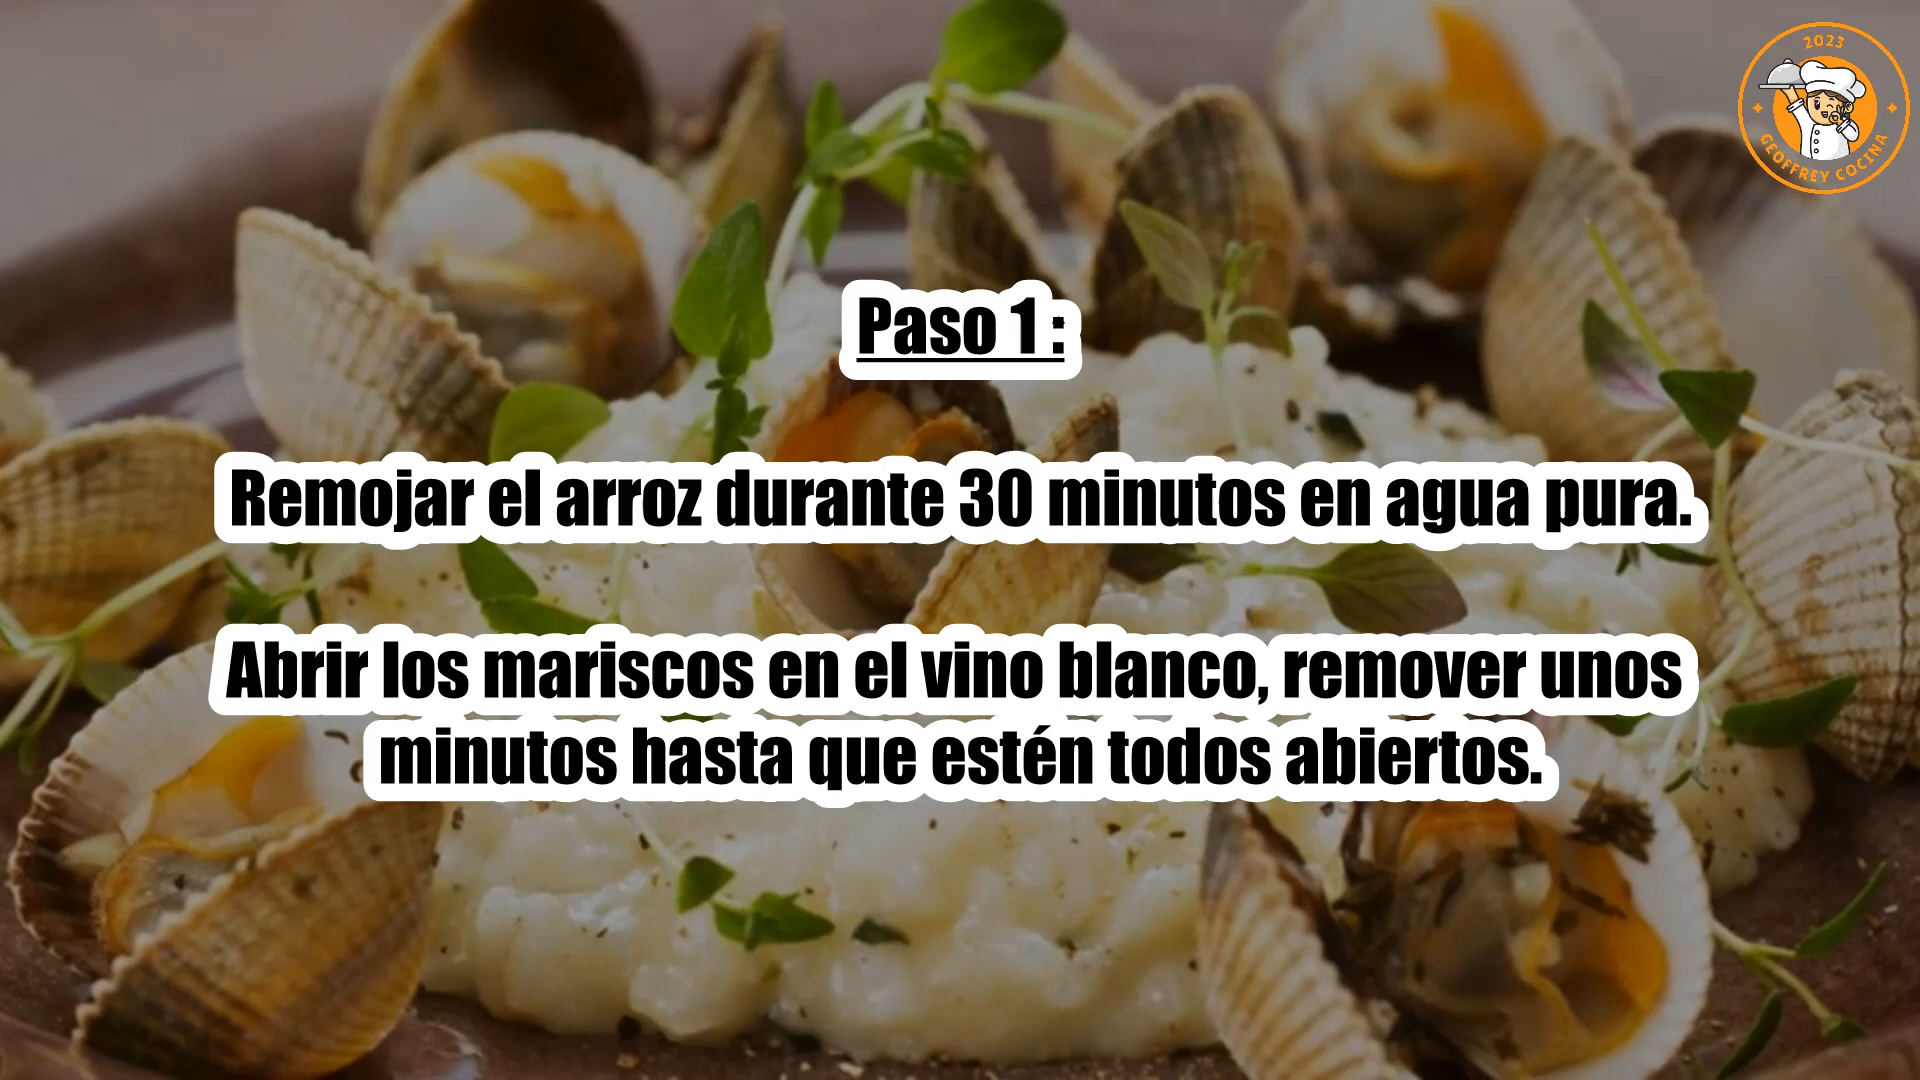 2023
GEOFFREY COCINA
Paso 1 :
Remojar el arroz durante 30 minutos en agua pura.
Abrir los mariscos en el vino blanco, remover unos
minutos hasta que estén todos abiertos.